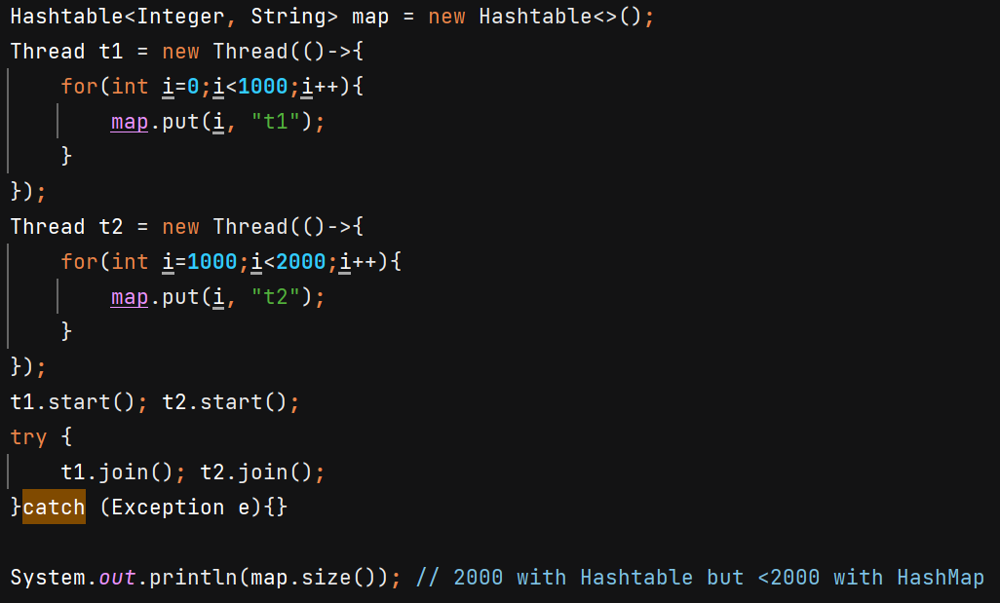 Hashtable<Integer, String> map = new Hashtable<>();
Thread t1 = new Thread(()->{
    for(int i=0;i<1000;i++){
        map.put(i, "t1");
    }
});
Thread t2 = new Thread(()->{
    for(int i=1000;i<2000;i++){
        map.put(i, "t2");
    }
});
t1.start(); t2.start();
try {
    t1.join(); t2.join();
}catch (Exception e){}

System.out.println(map.size()); // 2000 with Hashtable but <2000 with HashMap